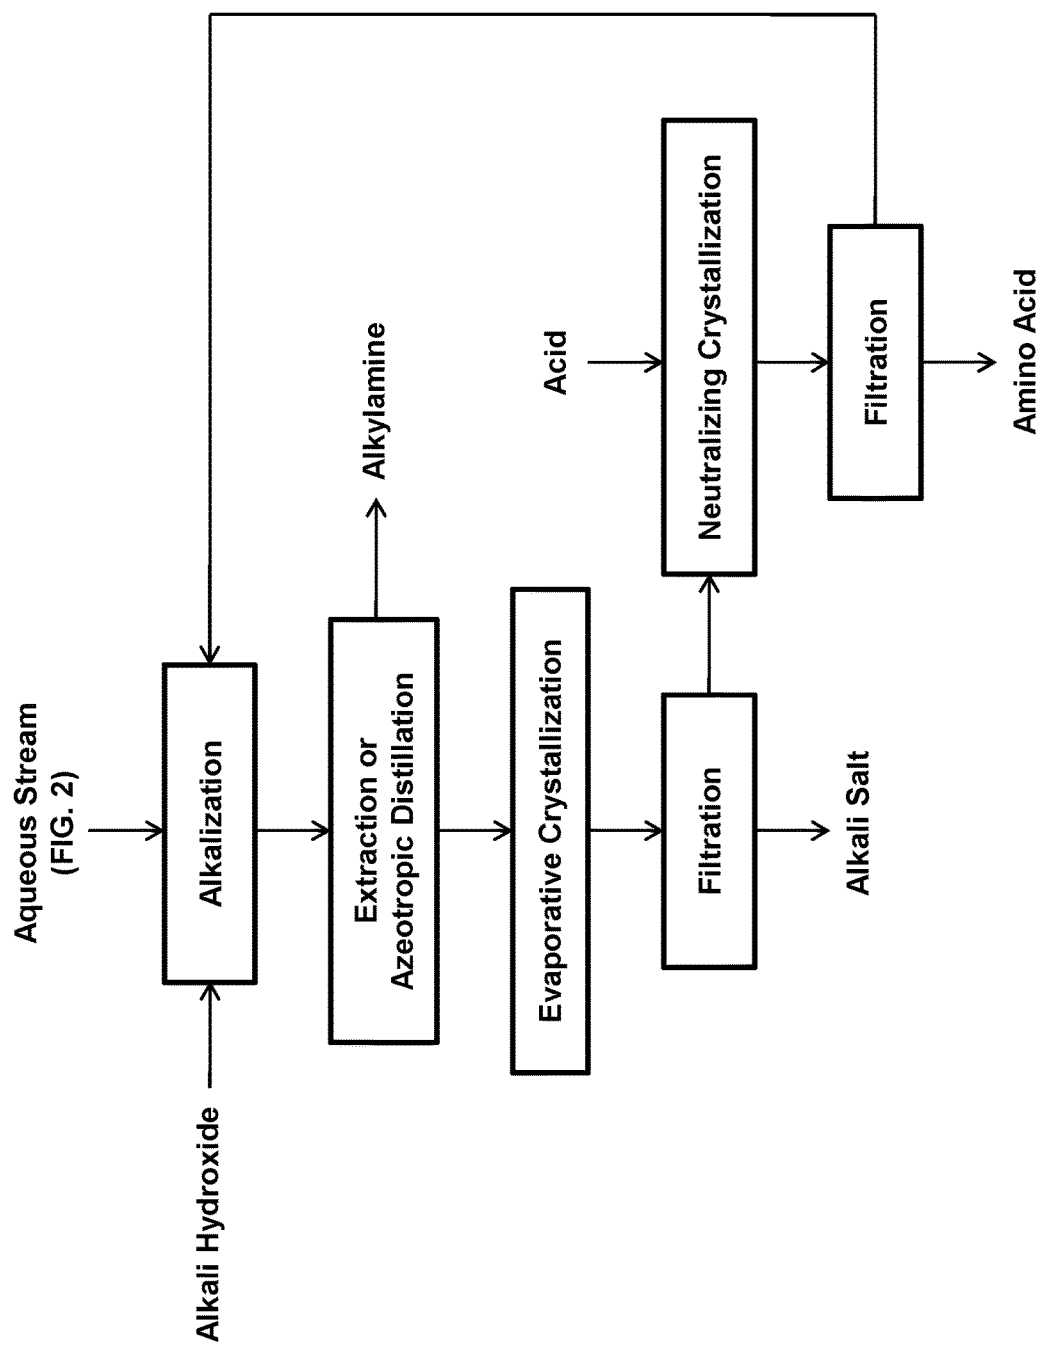 Aqueous Stream
(FIG. 2)
Alkali Hydroxide
Alkalization
Extraction or
Azeotropic Distillation
Alkylamine
Evaporative Crystallization
Filtration
Alkali Salt
Acid
Neutralizing Crystallization
Filtration
Amino Acid